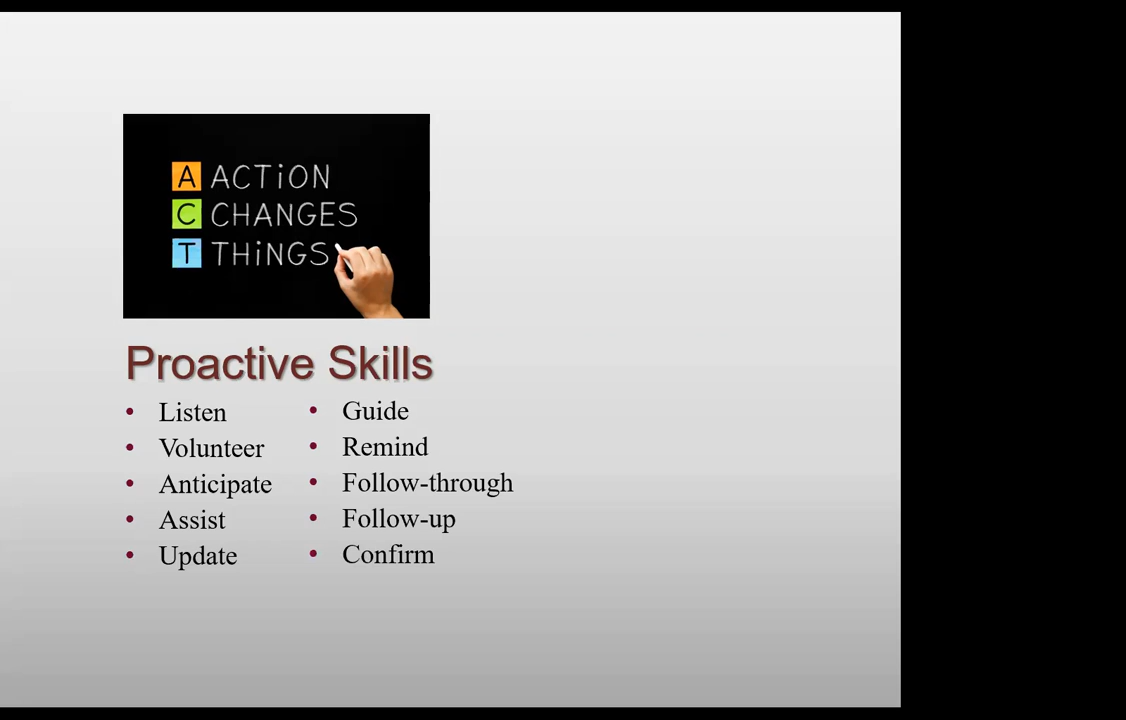 A ACTiON
C CHANGES
T THiNGS
Proactive Skills
• Listen
• Volunteer
• Anticipate
• Assist
• Update
• Guide
• Remind
• Follow-through
• Follow-up
• Confirm